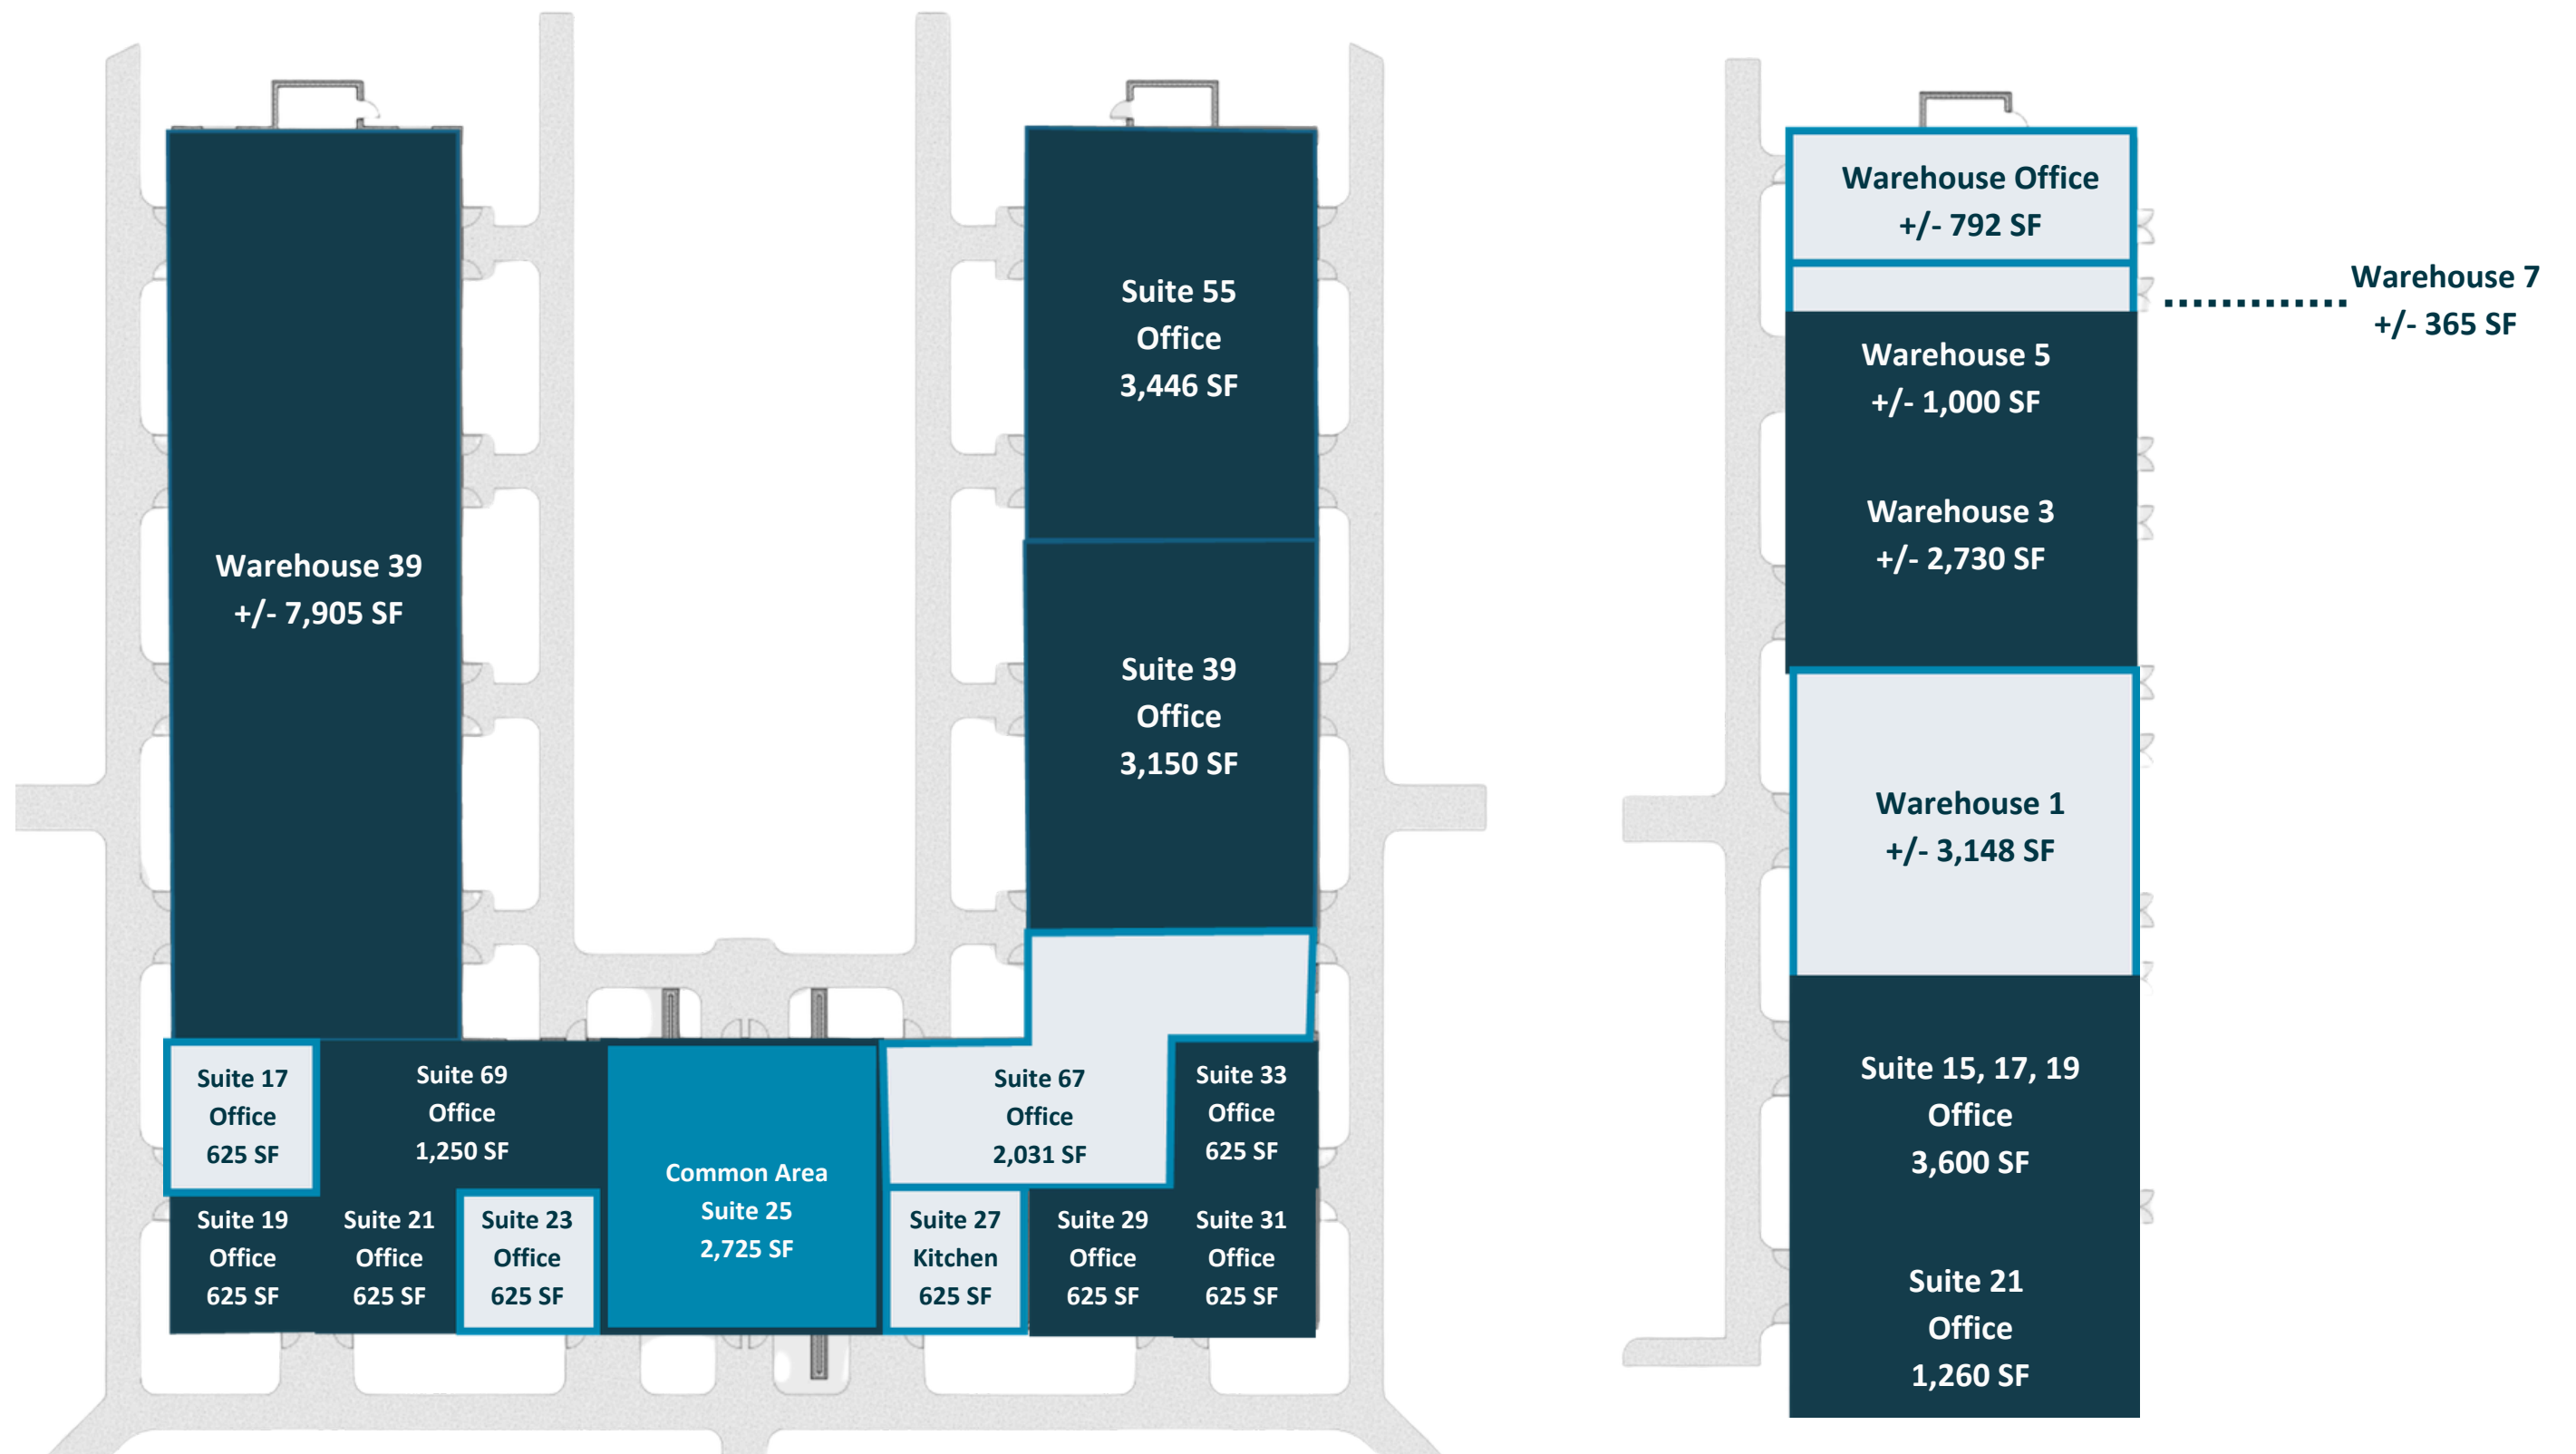 Warehouse 39
+/- 7,905 SF
Suite 55
Office
3,446 SF
Suite 39
Office
3,150 SF
Suite 17
Office
625 SF
Suite 69
Office
1,250 SF
Suite 19
Office
625 SF
Suite 21
Office
625 SF
Suite 23
Office
625 SF
Common Area
Suite 25
2,725 SF
Suite 67
Office
2,031 SF
Suite 33
Office
625 SF
Suite 27
Kitchen
625 SF
Suite 29
Office
625 SF
Suite 31
Office
625 SF
Warehouse Office
+/- 792 SF
Warehouse 7
+/- 365 SF
Warehouse 5
+/- 1,000 SF
Warehouse 3
+/- 2,730 SF
Warehouse 1
+/- 3,148 SF
Suite 15, 17, 19
Office
3,600 SF
Suite 21
Office
1,260 SF